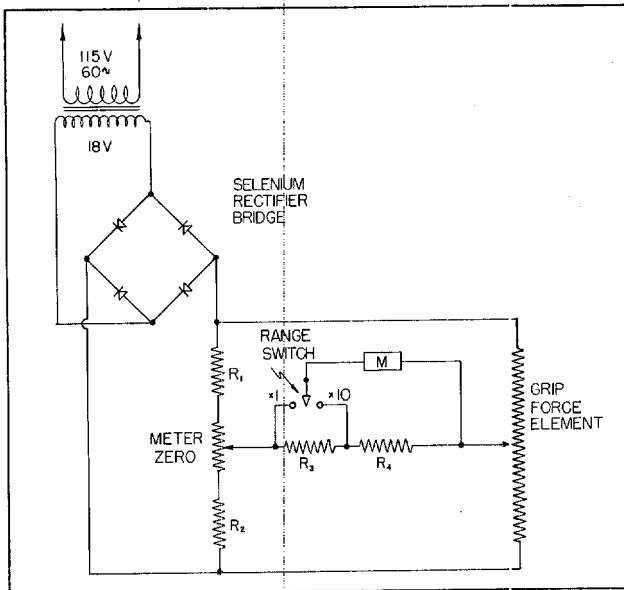 115V
60~
18V
SELENIUM
RECTIFIER
BRIDGE
RANGE
SWITCH
M
R₁
×1
×10
GRIP
FORCE
ELEMENT
METER
ZERO
R₃
R₄
R₂